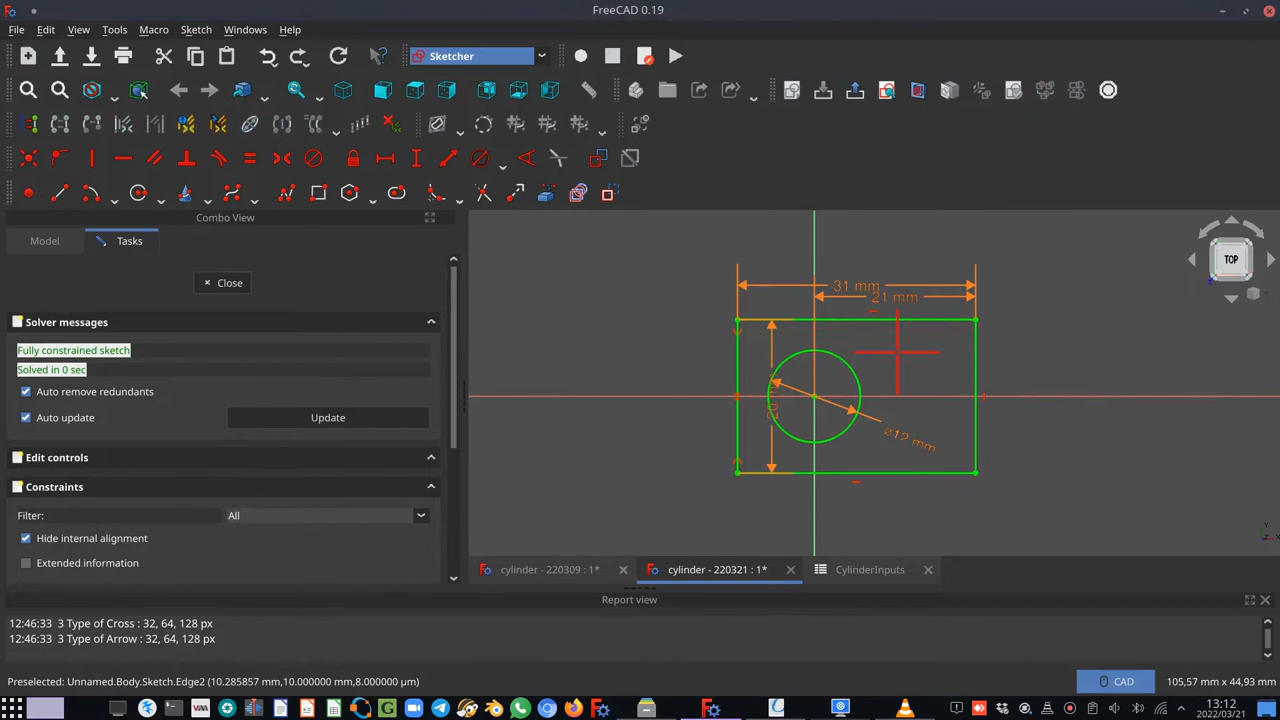 FreeCAD 0.19
File Edit View Tools Macro Sketch Windows Help
Sketcher
Combo View
Model Tasks
Close
Solver messages
Fully constrained sketch
Solved in 0 sec
Auto remove redundants
Auto update Update
Edit controls
Constraints
Filter: All
Hide internal alignment
Extended information
31 mm
21 mm
20 mm
⌀12 mm
TOP
cylinder - 220309 : 1* cylinder - 220321 : 1* CylinderInputs
Report view
12:46:33 3 Type of Cross : 32, 64, 128 px
12:46:33 3 Type of Arrow : 32, 64, 128 px
Preselected: Unnamed.Body.Sketch.Edge2 (10.285857 mm,10.000000 mm,8.000000 μm) CAD 105,57 mm x 44,93 mm
13:12
2022/03/21